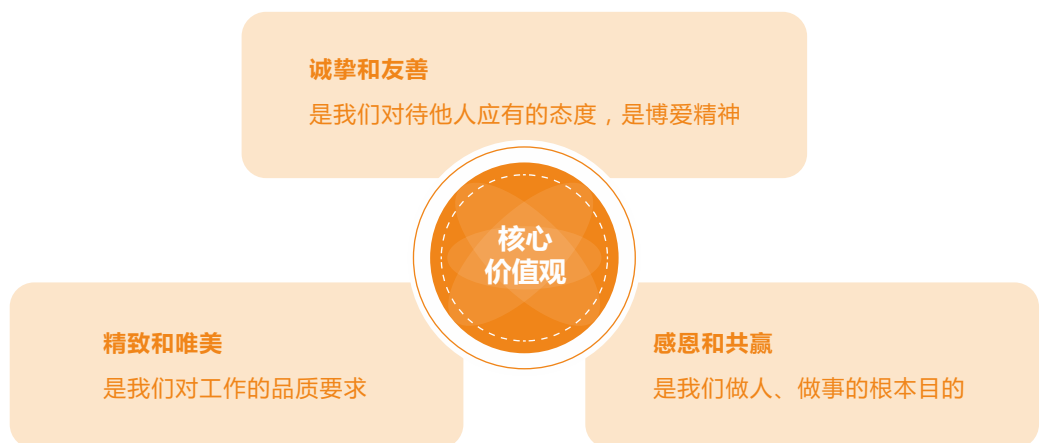 诚挚和友善
是我们对待他人应有的态度，是博爱精神
核心
价值观
精致和唯美
是我们对工作的品质要求
感恩和共赢
是我们做人、做事的根本目的